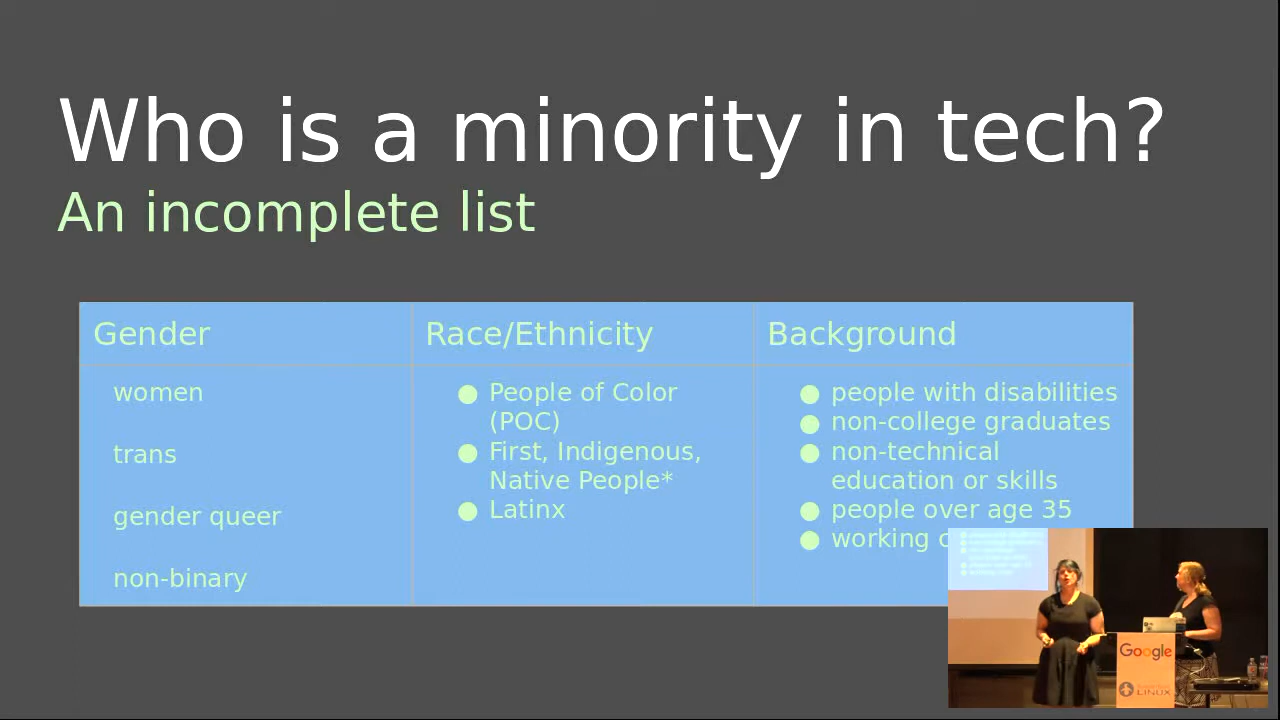 Who is a minority in tech?
An incomplete list
Gender
Race/Ethnicity
Background
women
trans
gender queer
non-binary
● People of Color
(POC)
● First, Indigenous,
Native People*
● Latinx
● people with disabilities
● non-college graduates
● non-technical
education or skills
● people over age 35
● working
Google
LINUX